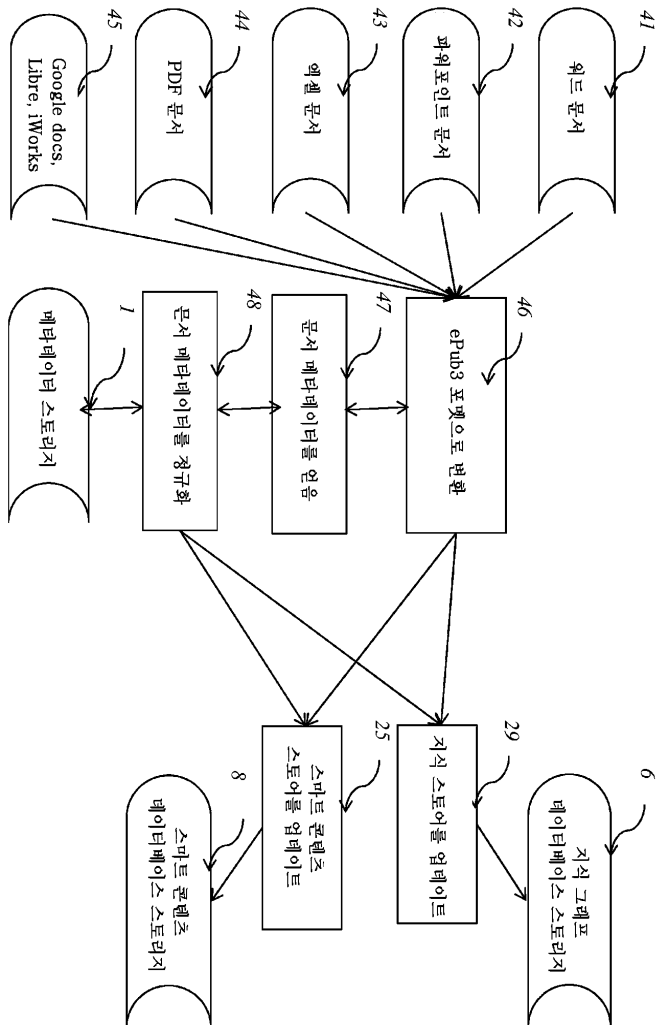 41
워드 문서
42
파워포인트 문서
43
엑셀 문서
44
PDF 문서
45
Google docs,
Libre, iWorks
46
ePub3 포멧으로 변환
47
문서 메타데이터를 얻음
48
문서 메타데이터를 정규화
1
메타데이터 스토리지
29
지식 스토어를 업데이트
25
스마트 콘텐츠
스토어를 업데이트
6
지식 그래프
데이터베이스 스토리지
8
스마트 콘텐츠
데이터베이스 스토리지